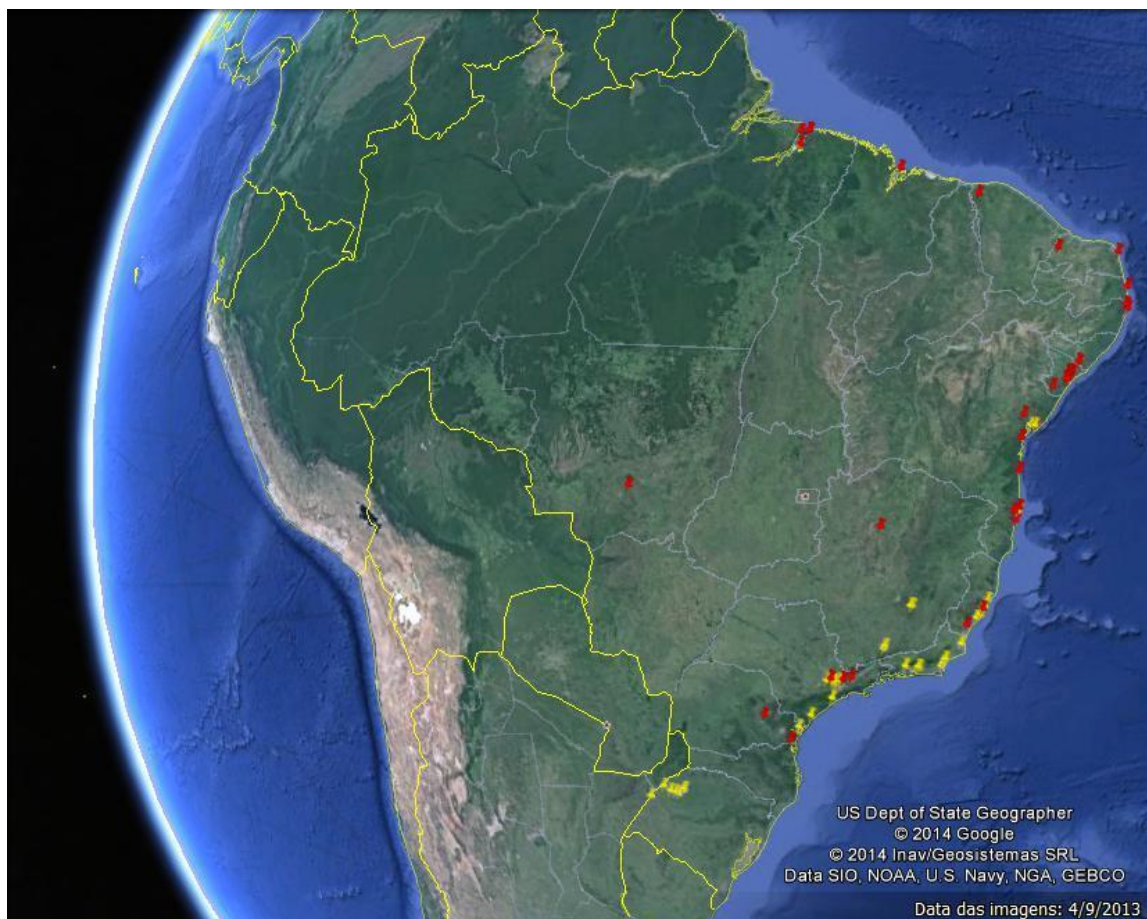 US Dept of State Geographer
© 2014 Google
© 2014 Inav/Geosistemas SRL
Data SIO, NOAA, U.S. Navy, NGA, GEBCO
Data das imagens: 4/9/2013